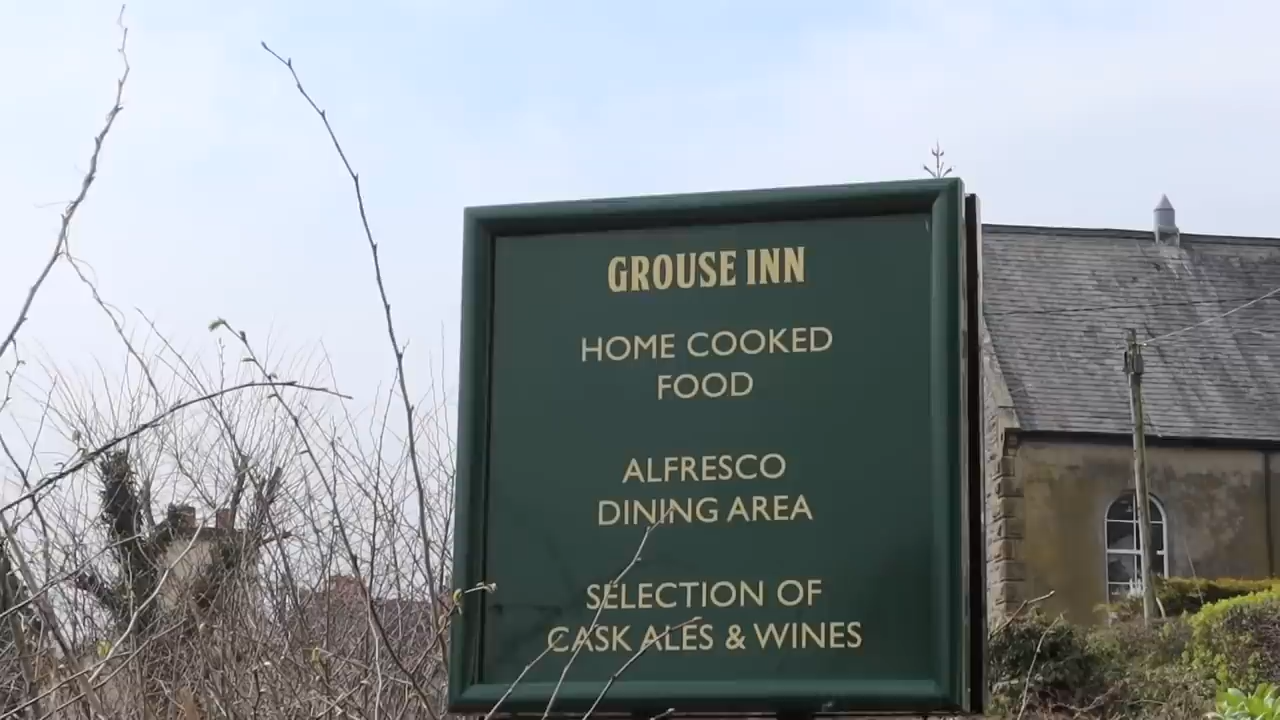 GROUSE INN
HOME COOKED
FOOD
ALFRESCO
DINING AREA
SELECTION OF
CASK ALES & WINES